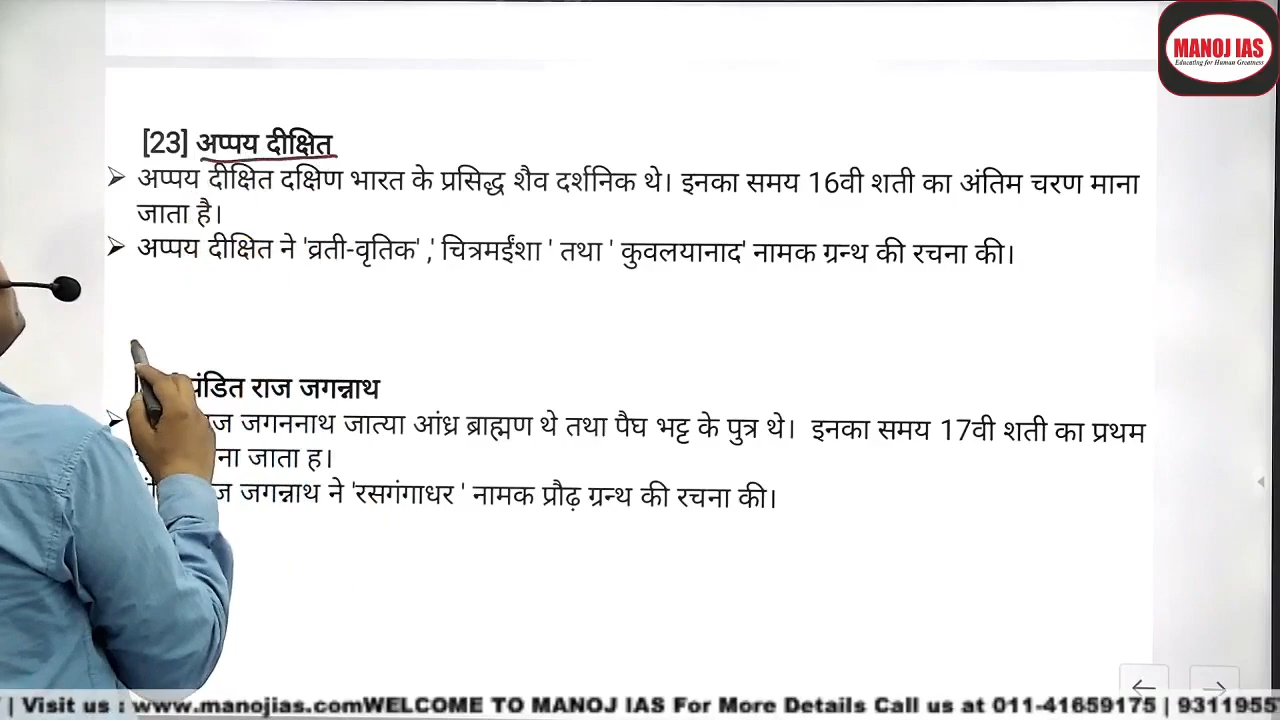 MANOJ IAS
Educating for Human Greatness
[23] अप्पय दीक्षित
➢ अप्पय दीक्षित दक्षिण भारत के प्रसिद्ध शैव दर्शनिक थे। इनका समय 16वी शती का अंतिम चरण माना
जाता है।
➢ अप्पय दीक्षित ने 'व्रती-वृतिक' ,' चित्रमईंशा ' तथा ' कुवलयानाद' नामक ग्रन्थ की रचना की।
पंडित राज जगन्नाथ
जगननाथ जात्या आंध्र ब्राह्मण थे तथा पैघ भट्ट के पुत्र थे। इनका समय 17वी शती का प्रथम
जाता ह।
जगन्नाथ ने 'रसगंगाधर ' नामक प्रौढ़ ग्रन्थ की रचना की।
| Visit us : www.manojias.comWELCOME TO MANOJ IAS For More Details Call us at 011-41659175 | 9311955